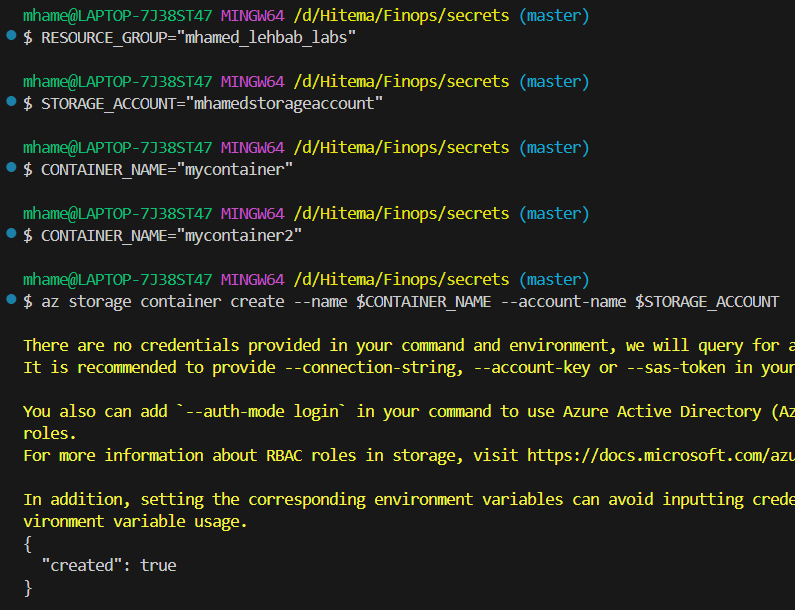 mhame@LAPTOP-7J38ST47 MINGW64 /d/Hitema/Finops/secrets (master)
$ RESOURCE_GROUP="mhamed_lehbab_labs"
mhame@LAPTOP-7J38ST47 MINGW64 /d/Hitema/Finops/secrets (master)
$ STORAGE_ACCOUNT="mhamedstorageaccount"
mhame@LAPTOP-7J38ST47 MINGW64 /d/Hitema/Finops/secrets (master)
$ CONTAINER_NAME="mycontainer"
mhame@LAPTOP-7J38ST47 MINGW64 /d/Hitema/Finops/secrets (master)
$ CONTAINER_NAME="mycontainer2"
mhame@LAPTOP-7J38ST47 MINGW64 /d/Hitema/Finops/secrets (master)
$ az storage container create --name $CONTAINER_NAME --account-name $STORAGE_ACCOUNT
There are no credentials provided in your command and environment, we will query for a
It is recommended to provide --connection-string, --account-key or --sas-token in your
You also can add `--auth-mode login` in your command to use Azure Active Directory (Az
roles.
For more information about RBAC roles in storage, visit https://docs.microsoft.com/azu
In addition, setting the corresponding environment variables can avoid inputting crede
vironment variable usage.
{
"created": true
}